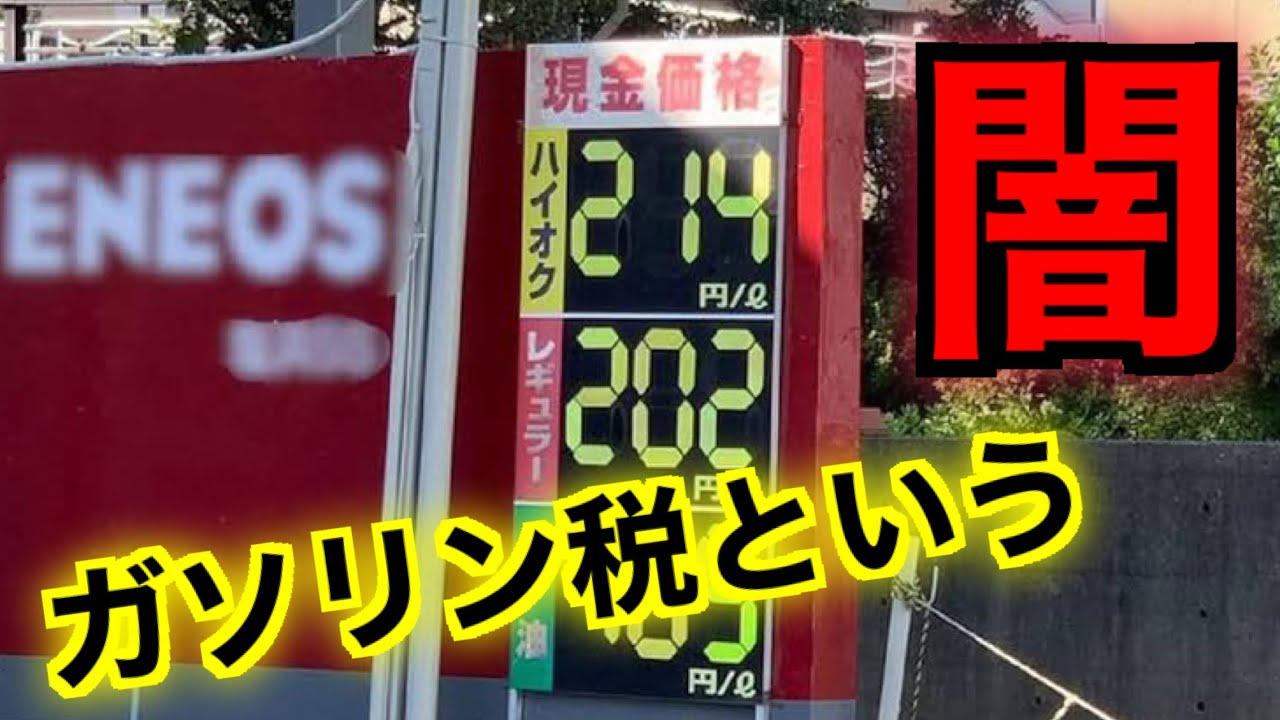 現金価格
ENEOS
ハイオク
214
円/ℓ
レギュラー
202
円
油
円/ℓ
闇
ガソリン税という